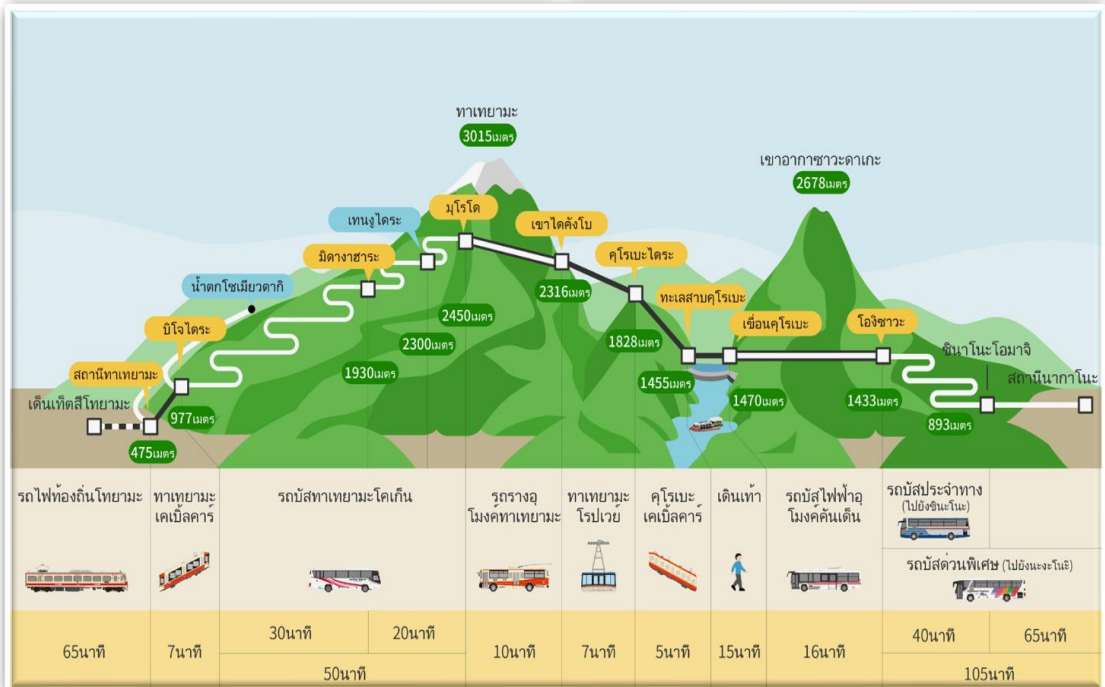 ทาเทยามะ
3015เมตร
เขาอากาซาวะดาเกะ
2678เมตร
เทนงูไดระ
มุโรโด
เขาไดคังโบ
มิดางาฮาระ
คุโรเบะไดระ
น้ำตกโชเมียวดากิ
2316เมตร
ทะเลสาบคุโรเบะ
บิโจไดระ
2450เมตร
เขื่อนคุโรเบะ
โองิซาวะ
2300เมตร
1828เมตร
ชินาโนะโอมาจิ
สถานีทาเทยามะ
1930เมตร
1455เมตร
สถานีนากาโนะ
เด็นเท็ตสึโทยามะ
977เมตร
1470เมตร
1433เมตร
893เมตร
475เมตร
รถไฟท้องถิ่นโทยามะ
ทาเทยามะ
เคเบิ้ลคาร์
รถบัสทาเทยามะโคเก็น
รถรางอุ
โมงค์ทาเทยามะ
ทาเทยามะ
โรปเวย์
คุโรเบะ
เคเบิ้ลคาร์
เดินเท้า
รถบัสไฟฟ้าอุ
โมงค์คันเด็น
รถบัสประจำทาง
(ไปยังชินะโนะ)
รถบัสด่วนพิเศษ (ไปยังนะงะโนะ)
65นาที
7นาที
30นาที
20นาที
50นาที
10นาที
7นาที
5นาที
15นาที
16นาที
40นาที
65นาที
105นาที